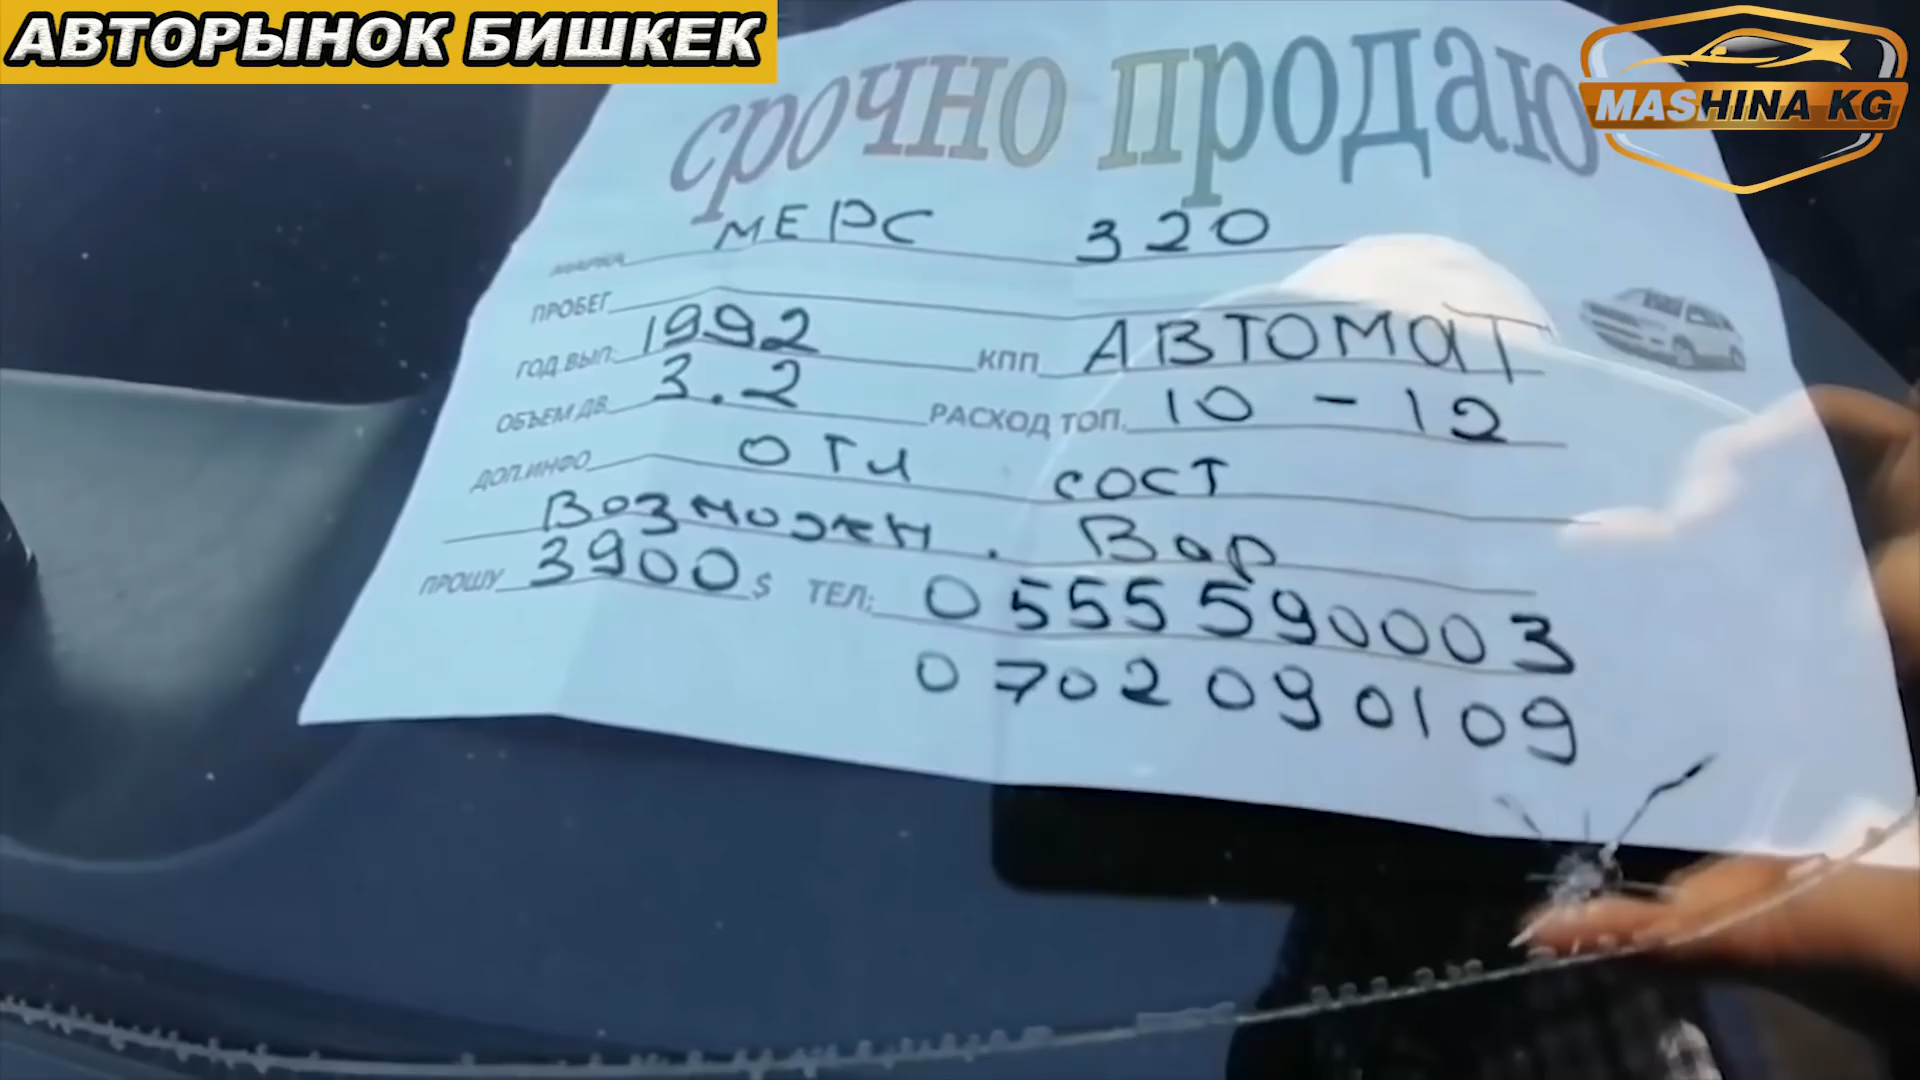 АВТОРЫНОК БИШКЕК
MASHINA KG
срочно продаю
МАРКА МЕРС 320
ПРОБЕГ
ГОД ВЫП. 1992 КПП АВТОМАТ
ОБЪЕМ ДВ. 3.2 РАСХОД ТОП. 10-12
ДОП.ИНФО ОТЛ СОСТ
Возможен. Вар
ПРОШУ 3900 $ ТЕЛ: 0555590003
0702090109